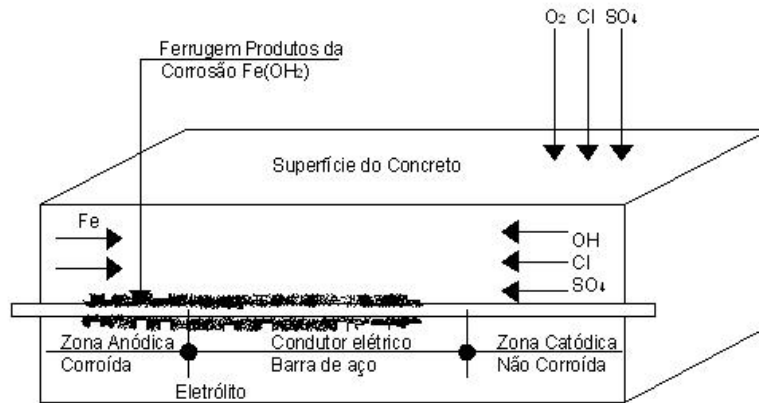 O₂ Cl SO₄
Ferrugem Produtos da
Corrosão Fe(OH₂)
Superfície do Concreto
Fe
OH
Cl
SO₄
Zona Anódica
Corroída
Condutor elétrico
Barra de aço
Zona Catódica
Não Corroída
Eletrólito